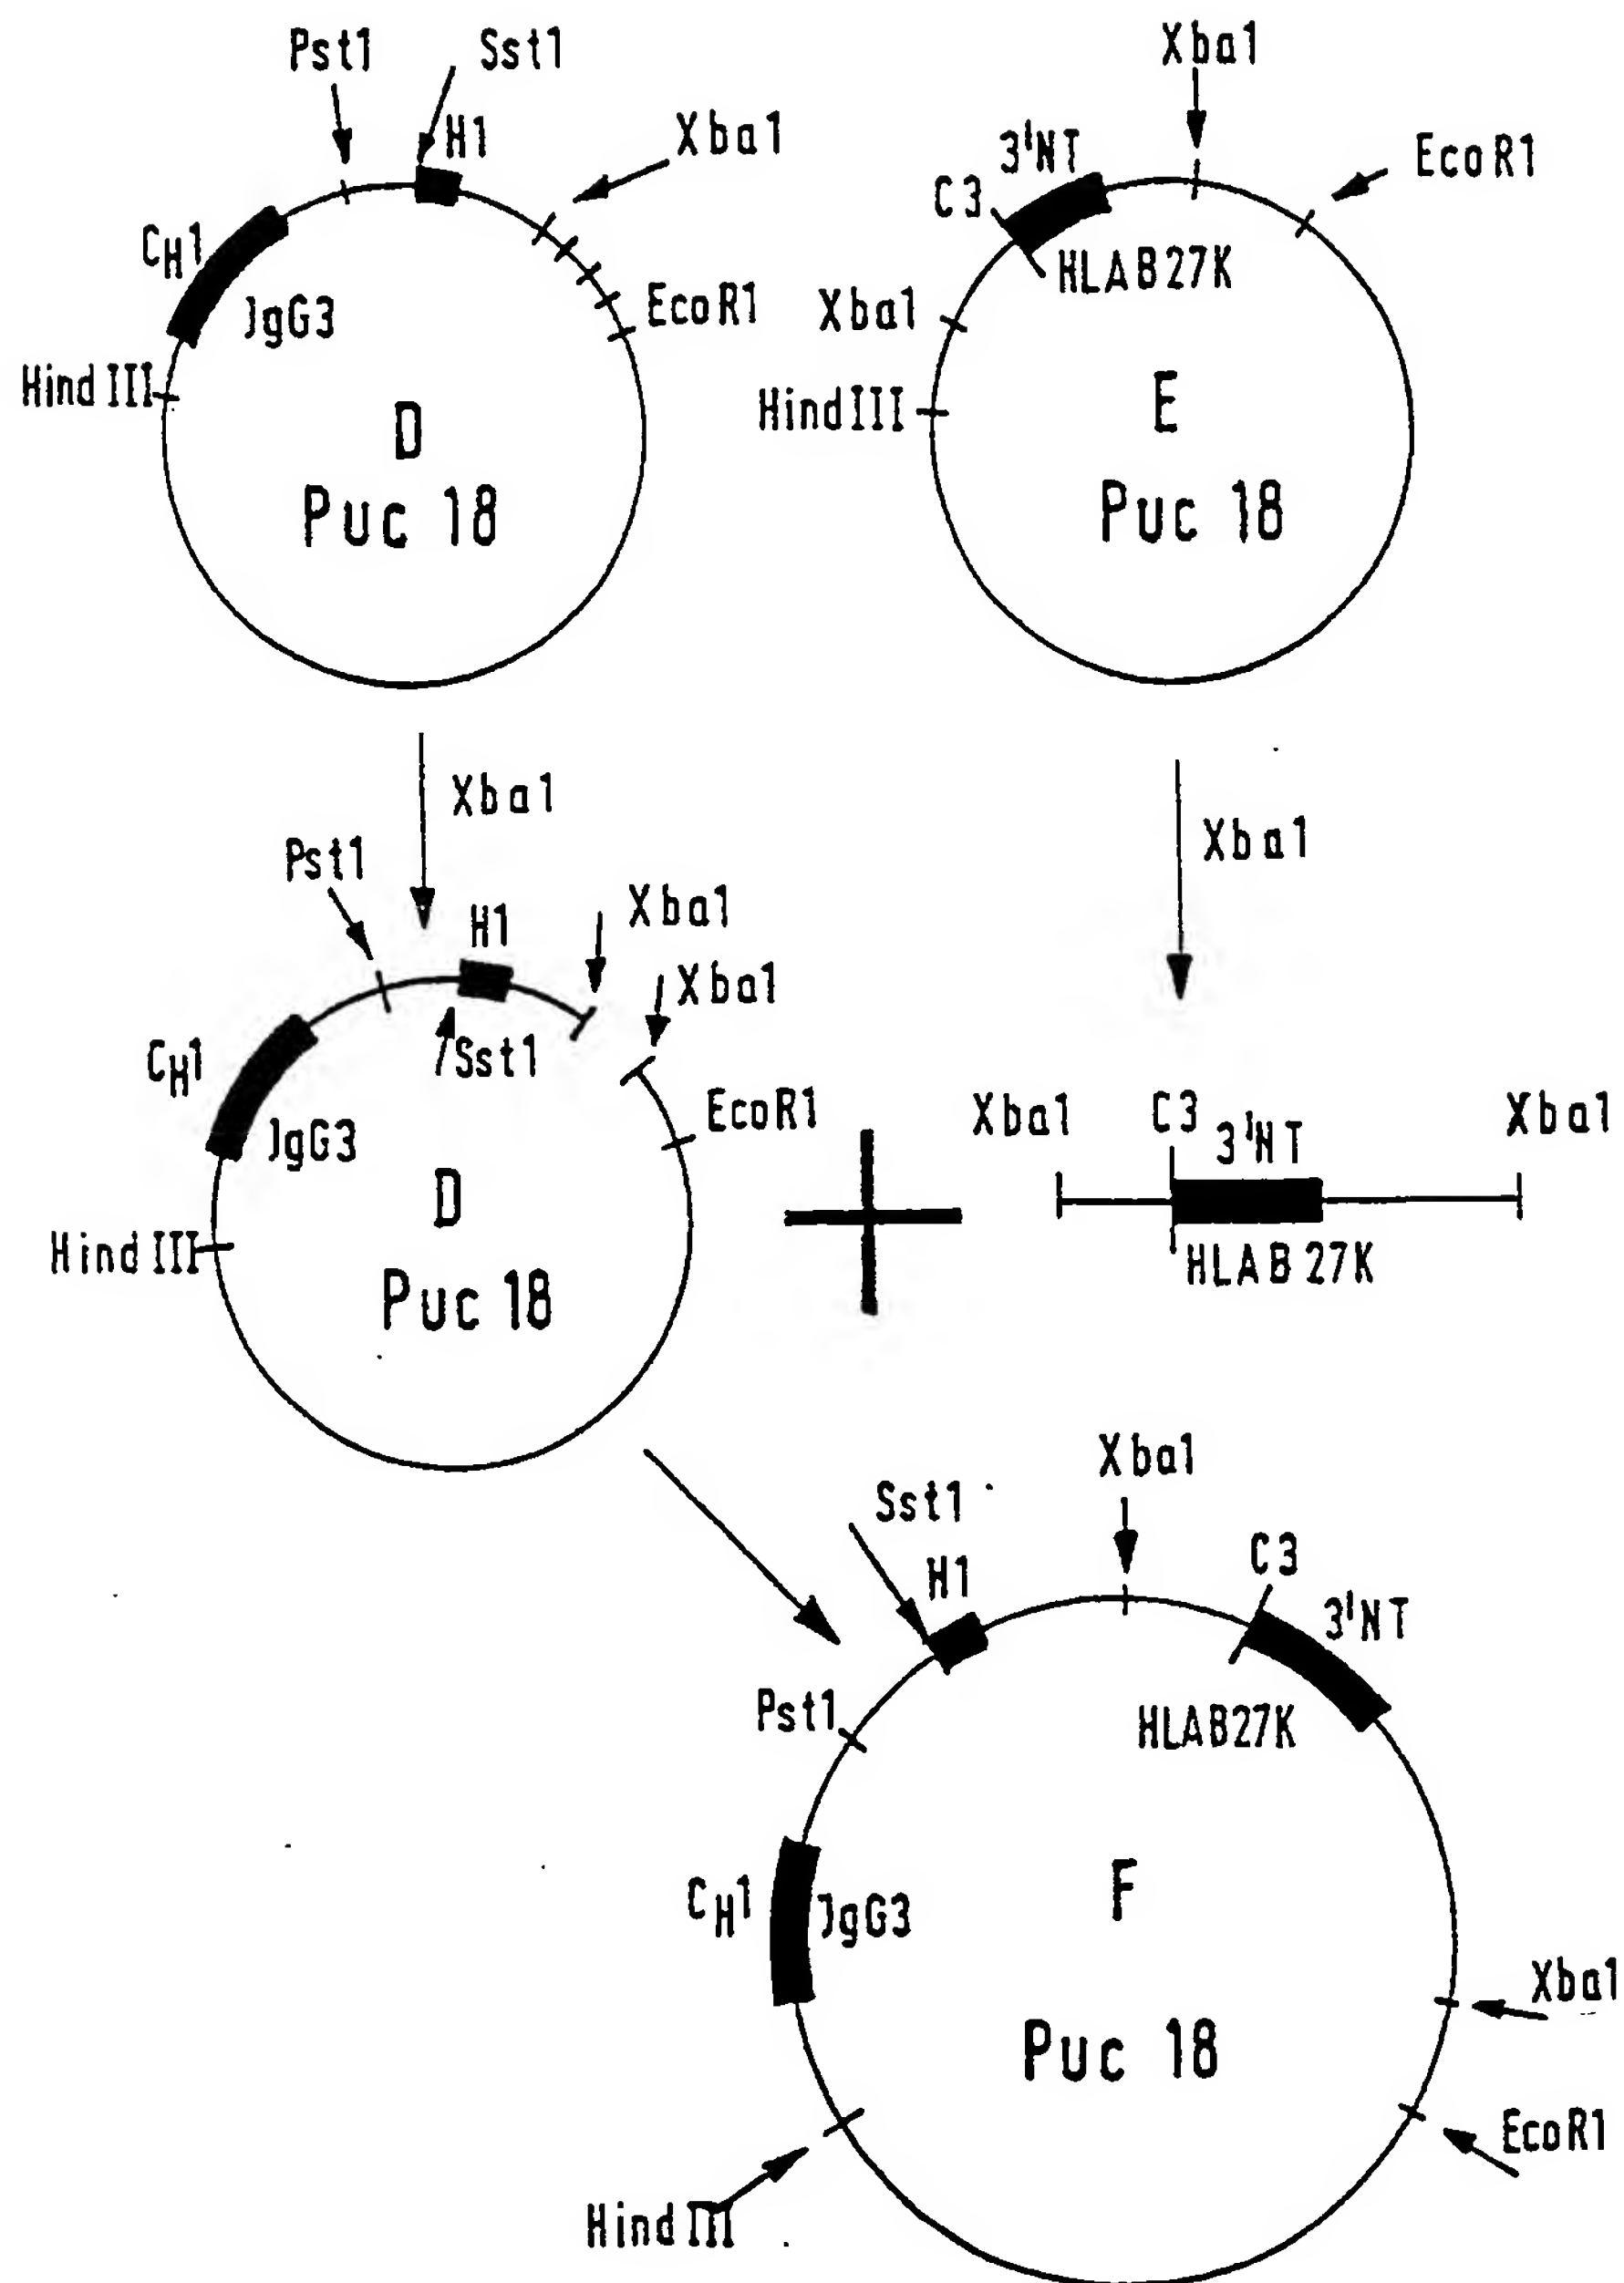 Pst1
Sst1
H1
Xba1
CH1
JgG3
EcoR1
Hind III
D
Puc 18
Xba1
EcoR1
3'NT
C3
HLAB27K
Xba1
Hind III
E
Puc 18
Xba1
Xba1
Pst1
H1
Xba1
Xba1
Sst1
CH1
JgG3
EcoR1
D
Hind III
Puc 18
Xba1
C3
3'NT
Xba1
HLAB 27K
Xba1
Sst1
H1
C3
3'NT
Pst1
HLAB27K
CH1
JgG3
F
Xba1
Puc 18
EcoR1
Hind III